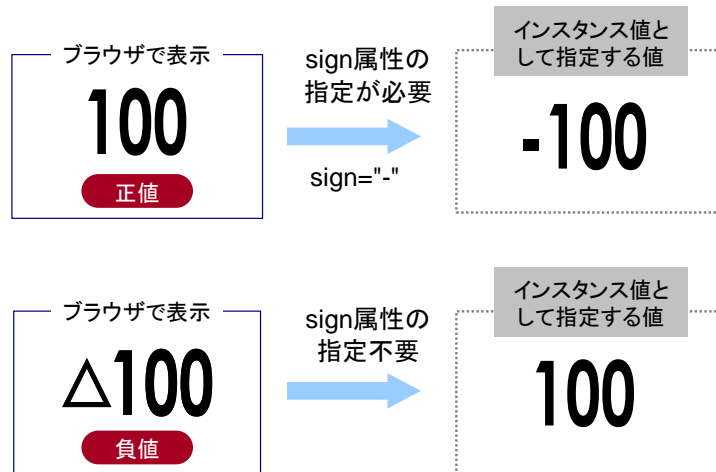 ブラウザで表示
100
正値
sign属性の
指定が必要
sign="-"
インスタンス値と
して指定する値
-100
ブラウザで表示
△100
負値
sign属性の
指定不要
インスタンス値と
して指定する値
100